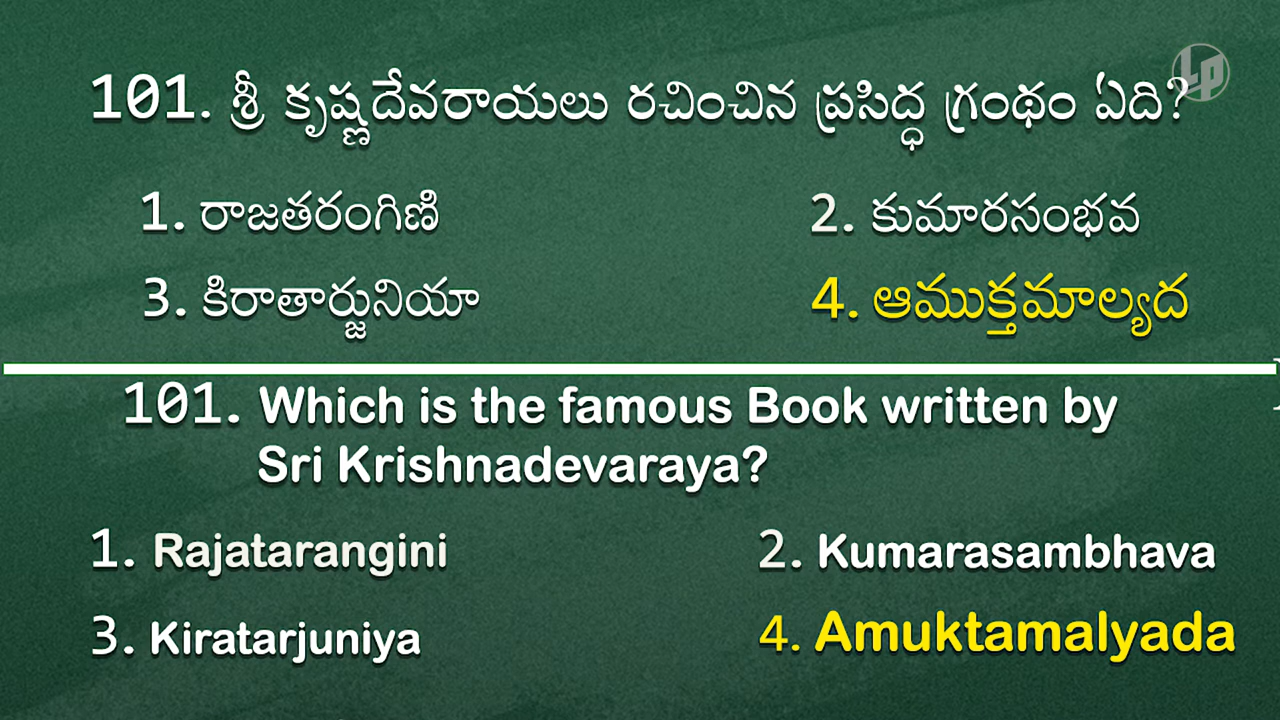 101. శ్రీ కృష్ణదేవరాయలు రచించిన ప్రసిద్ధ గ్రంథం ఏది?
1. రాజతరంగిణి 2. కుమారసంభవ
3. కిరాతార్జునియా 4. ఆముక్తమాల్యద
101. Which is the famous Book written by
Sri Krishnadevaraya?
1. Rajatarangini 2. Kumarasambhava
3. Kiratarjuniya 4. Amuktamalyada